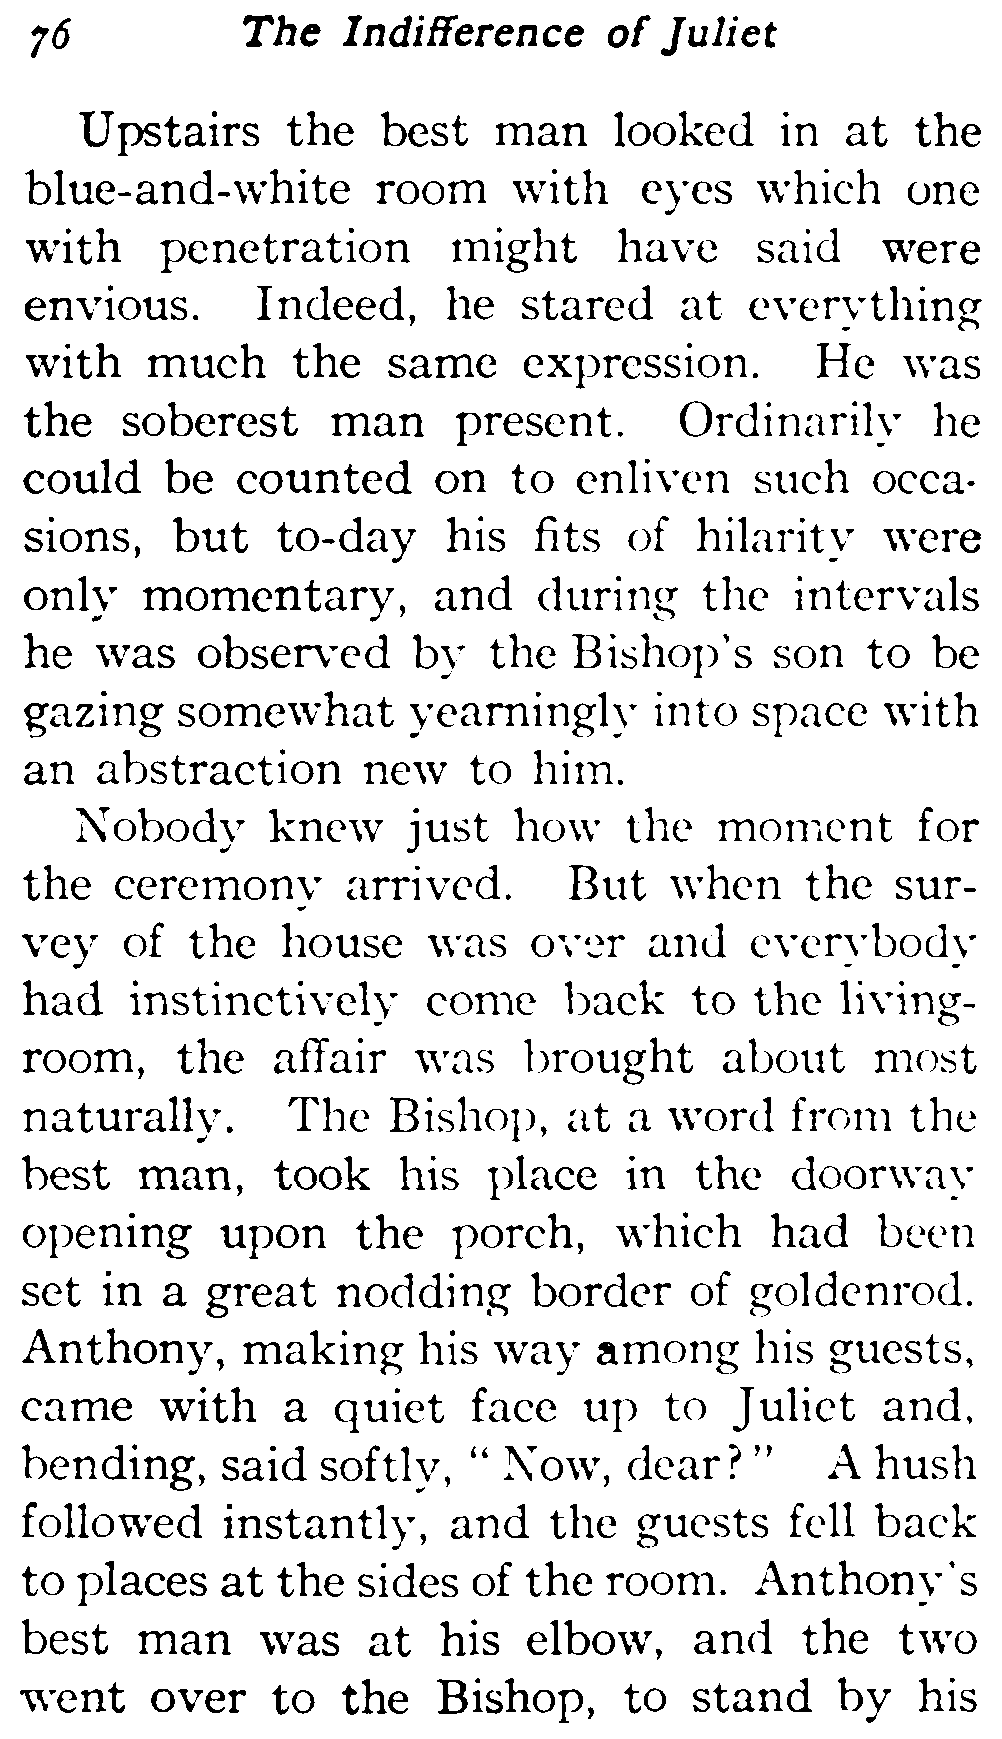 76 The Indifference of Juliet
Upstairs the best man looked in at the
blue-and-white room with eyes which one
with penetration might have said were
envious. Indeed, he stared at everything
with much the same expression. He was
the soberest man present. Ordinarily he
could be counted on to enliven such occa-
sions, but to-day his fits of hilarity were
only momentary, and during the intervals
he was observed by the Bishop's son to be
gazing somewhat yearningly into space with
an abstraction new to him.
Nobody knew just how the moment for
the ceremony arrived. But when the sur-
vey of the house was over and everybody
had instinctively come back to the living-
room, the affair was brought about most
naturally. The Bishop, at a word from the
best man, took his place in the doorway
opening upon the porch, which had been
set in a great nodding border of goldenrod.
Anthony, making his way among his guests,
came with a quiet face up to Juliet and,
bending, said softly, " Now, dear? " A hush
followed instantly, and the guests fell back
to places at the sides of the room. Anthony's
best man was at his elbow, and the two
went over to the Bishop, to stand by his